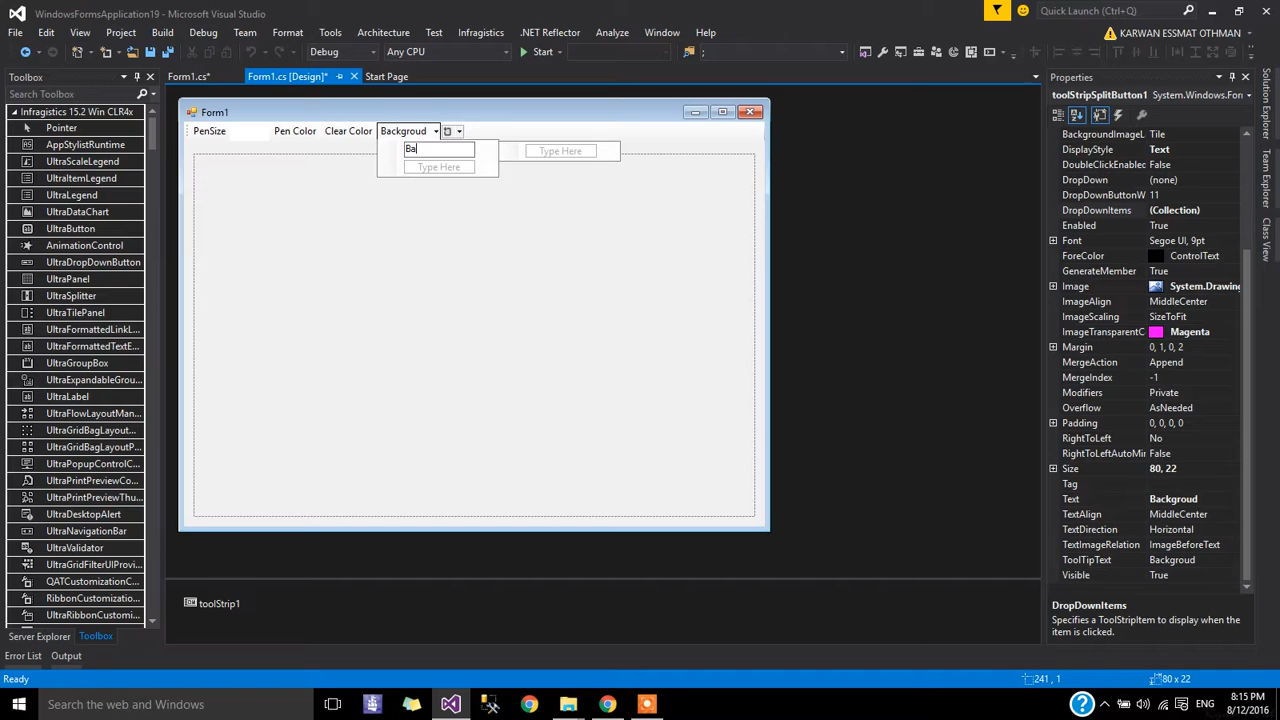 WindowsFormsApplication19 - Microsoft Visual Studio
Quick Launch (Ctrl+Q)
File Edit View Project Build Debug Team Format Tools Architecture Test Infragistics .NET Reflector Analyze Window Help
KARWAN ESSMAT OTHMAN
Debug Any CPU Start ;
Toolbox
Form1.cs* Form1.cs [Design]* Start Page
Properties
Search Toolbox
toolStripSplitButton1 System.Windows.For
Infragistics 15.2 Win CLR4x
Pointer
AppStylistRuntime
UltraScaleLegend
UltraItemLegend
UltraLegend
UltraDataChart
UltraButton
AnimationControl
UltraDropDownButton
UltraPanel
UltraSplitter
UltraTilePanel
UltraFormattedLinkL...
UltraFormattedTextE...
UltraGroupBox
UltraExpandableGrou...
UltraLabel
UltraFlowLayoutMan...
UltraGridBagLayout...
UltraGridBagLayoutP...
UltraPopupControlC...
UltraPrintPreviewCo...
UltraPrintPreviewThu...
UltraDesktopAlert
UltraNavigationBar
UltraValidator
UltraGridFilterUIProvi...
QATCustomizationC...
RibbonCustomizatio...
UltraRibbonCustomi...
Server Explorer Toolbox
Form1
PenSize Pen Color Clear Color Backgroud
Ba
Type Here
Type Here
toolStrip1
BackgroundImageL Tile
DisplayStyle Text
DoubleClickEnabled False
DropDown (none)
DropDownButtonW 11
DropDownItems (Collection)
Enabled True
Font Segoe UI, 9pt
ForeColor ControlText
GenerateMember True
Image System.Drawing
ImageAlign MiddleCenter
ImageScaling SizeToFit
ImageTransparentC Magenta
Margin 0, 1, 0, 2
MergeAction Append
MergeIndex -1
Modifiers Private
Overflow AsNeeded
Padding 0, 0, 0, 0
RightToLeft No
RightToLeftAutoMir False
Size 80, 22
Tag
Text Backgroud
TextAlign MiddleCenter
TextDirection Horizontal
TextImageRelation ImageBeforeText
ToolTipText Backgroud
Visible True
DropDownItems
Specifies a ToolStripItem to display when the
item is clicked.
Solution Explorer
Team Explorer
Class View
Error List Output
Ready
241 , 1
80 x 22
Search the web and Windows
ENG
8:15 PM
8/12/2016